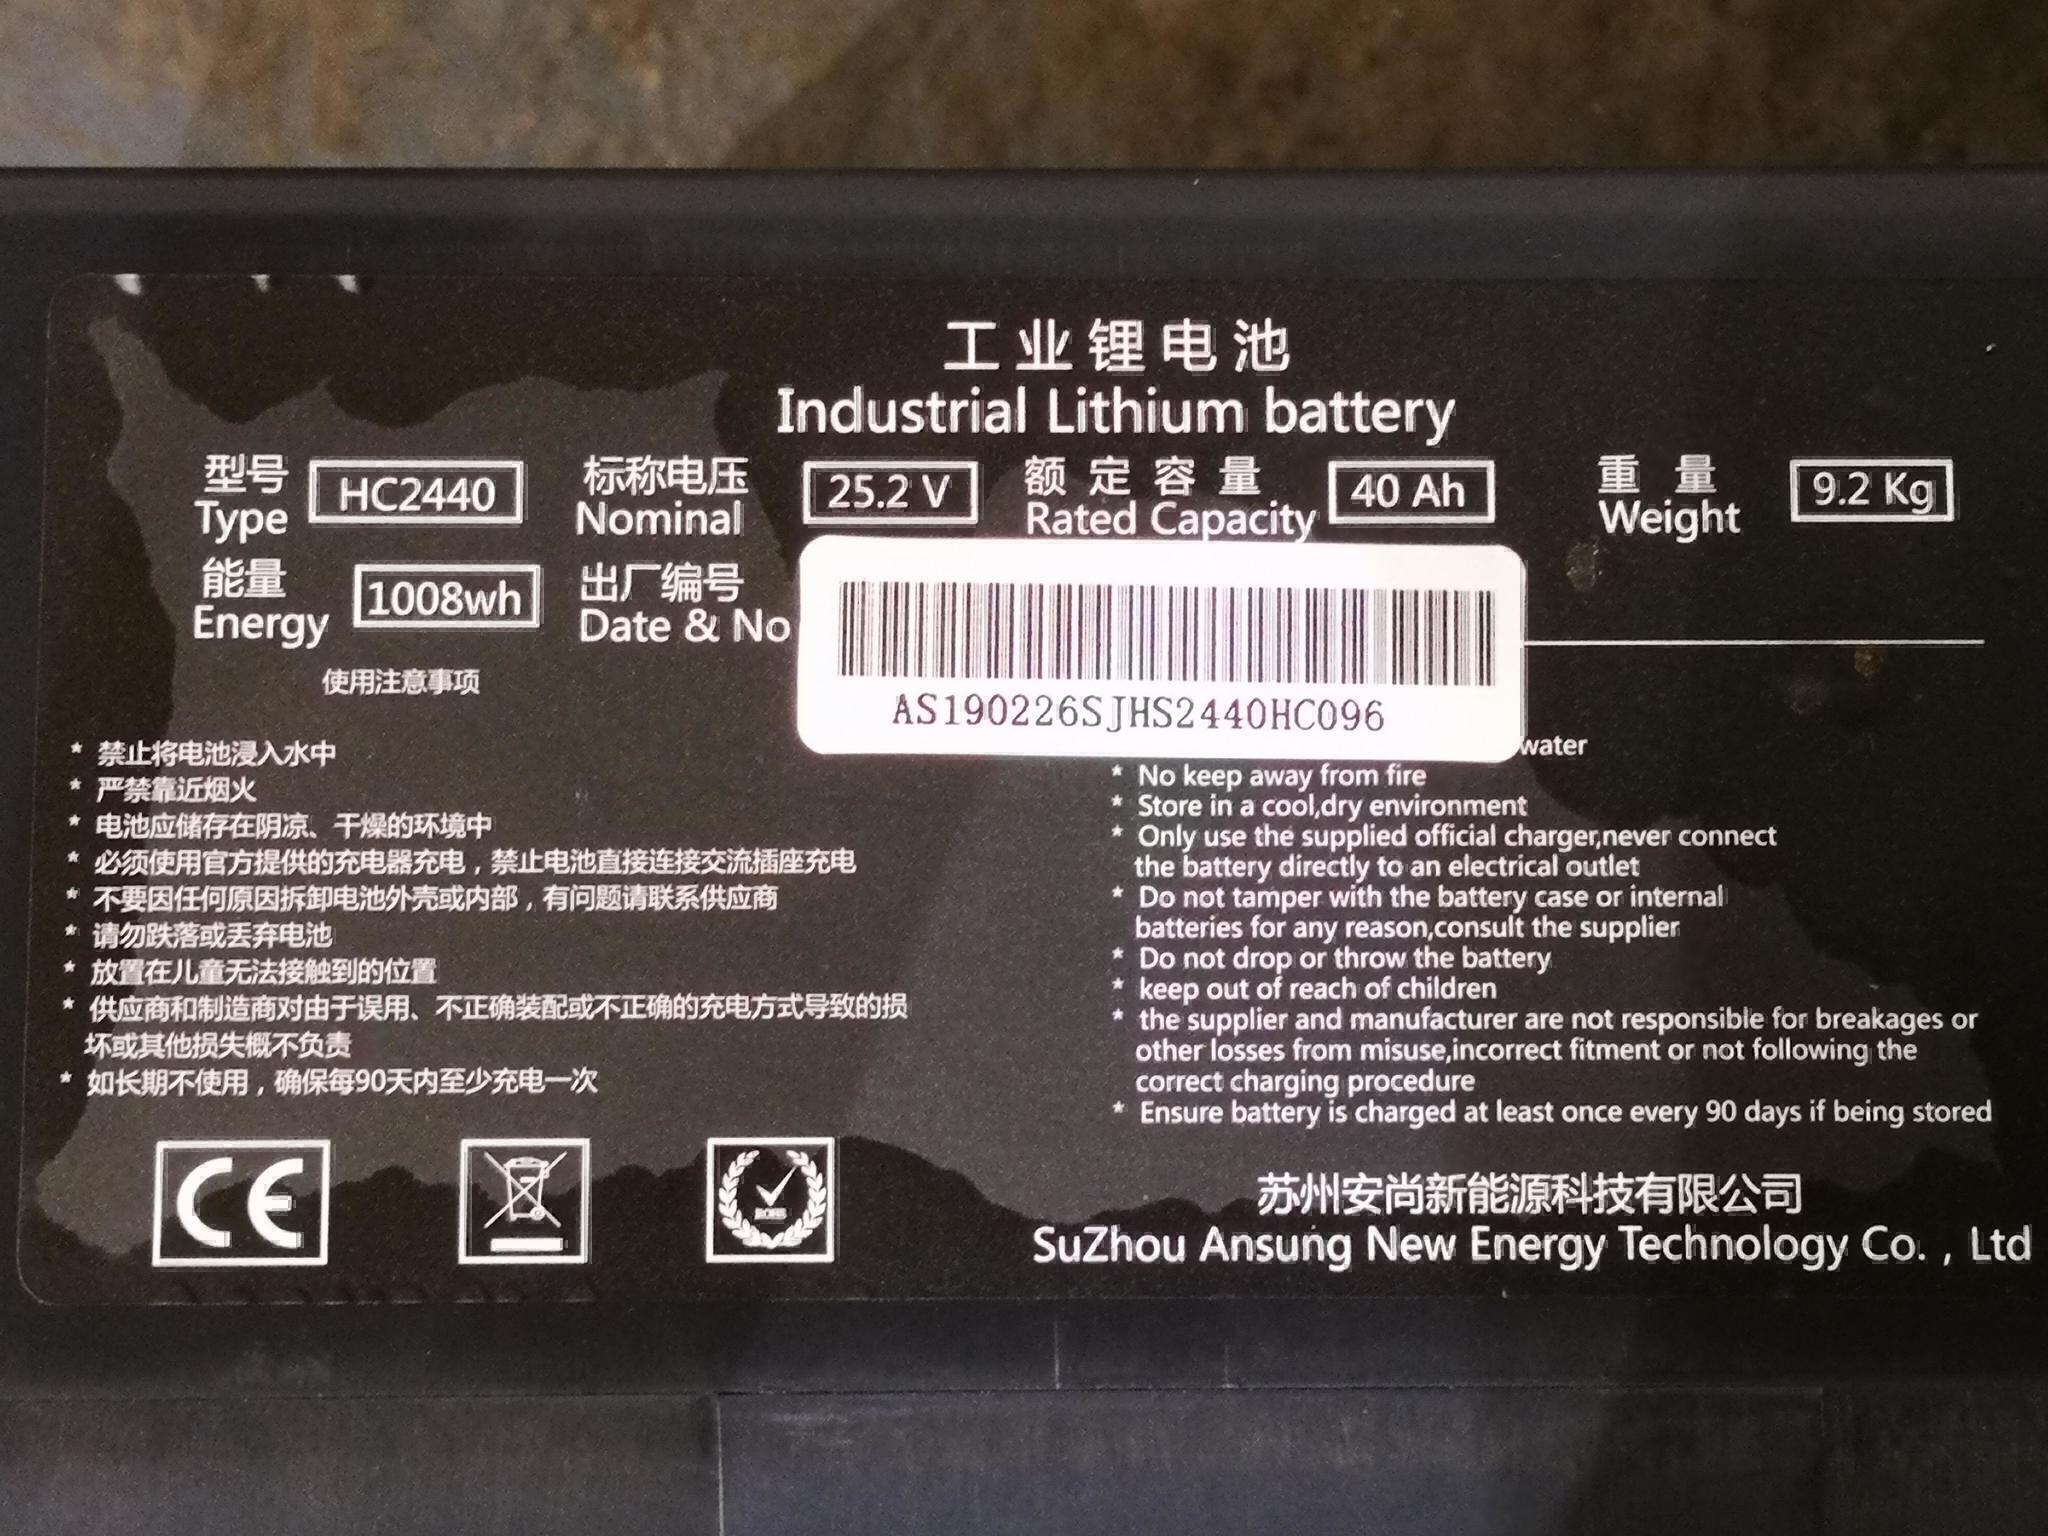 工业锂电池
Industrial Lithium battery
型号 HC2440 标称电压 25.2 V 额定容量 40 Ah 重量 9.2 Kg
Type Nominal Rated Capacity Weight
能量 1008wh 出厂编号
Energy Date & No
AS190226SJHS2440HC096
使用注意事项
* 禁止将电池浸入水中
* 严禁靠近烟火
* 电池应储存在阴凉、干燥的环境中
* 必须使用官方提供的充电器充电，禁止电池直接连接交流插座充电
* 不要因任何原因拆卸电池外壳或内部，有问题请联系供应商
* 请勿跌落或丢弃电池
* 放置在儿童无法接触到的位置
* 供应商和制造商对由于误用、不正确装配或不正确的充电方式导致的损
坏或其他损失概不负责
* 如长期不使用，确保每90天内至少充电一次
water
* No keep away from fire
* Store in a cool,dry environment
* Only use the supplied official charger,never connect
the battery directly to an electrical outlet
* Do not tamper with the battery case or internal
batteries for any reason,consult the supplier
* Do not drop or throw the battery
* keep out of reach of children
* the supplier and manufacturer are not responsible for breakages or
other losses from misuse,incorrect fitment or not following the
correct charging procedure
* Ensure battery is charged at least once every 90 days if being stored
CE
苏州安尚新能源科技有限公司
SuZhou Ansung New Energy Technology Co. , Ltd